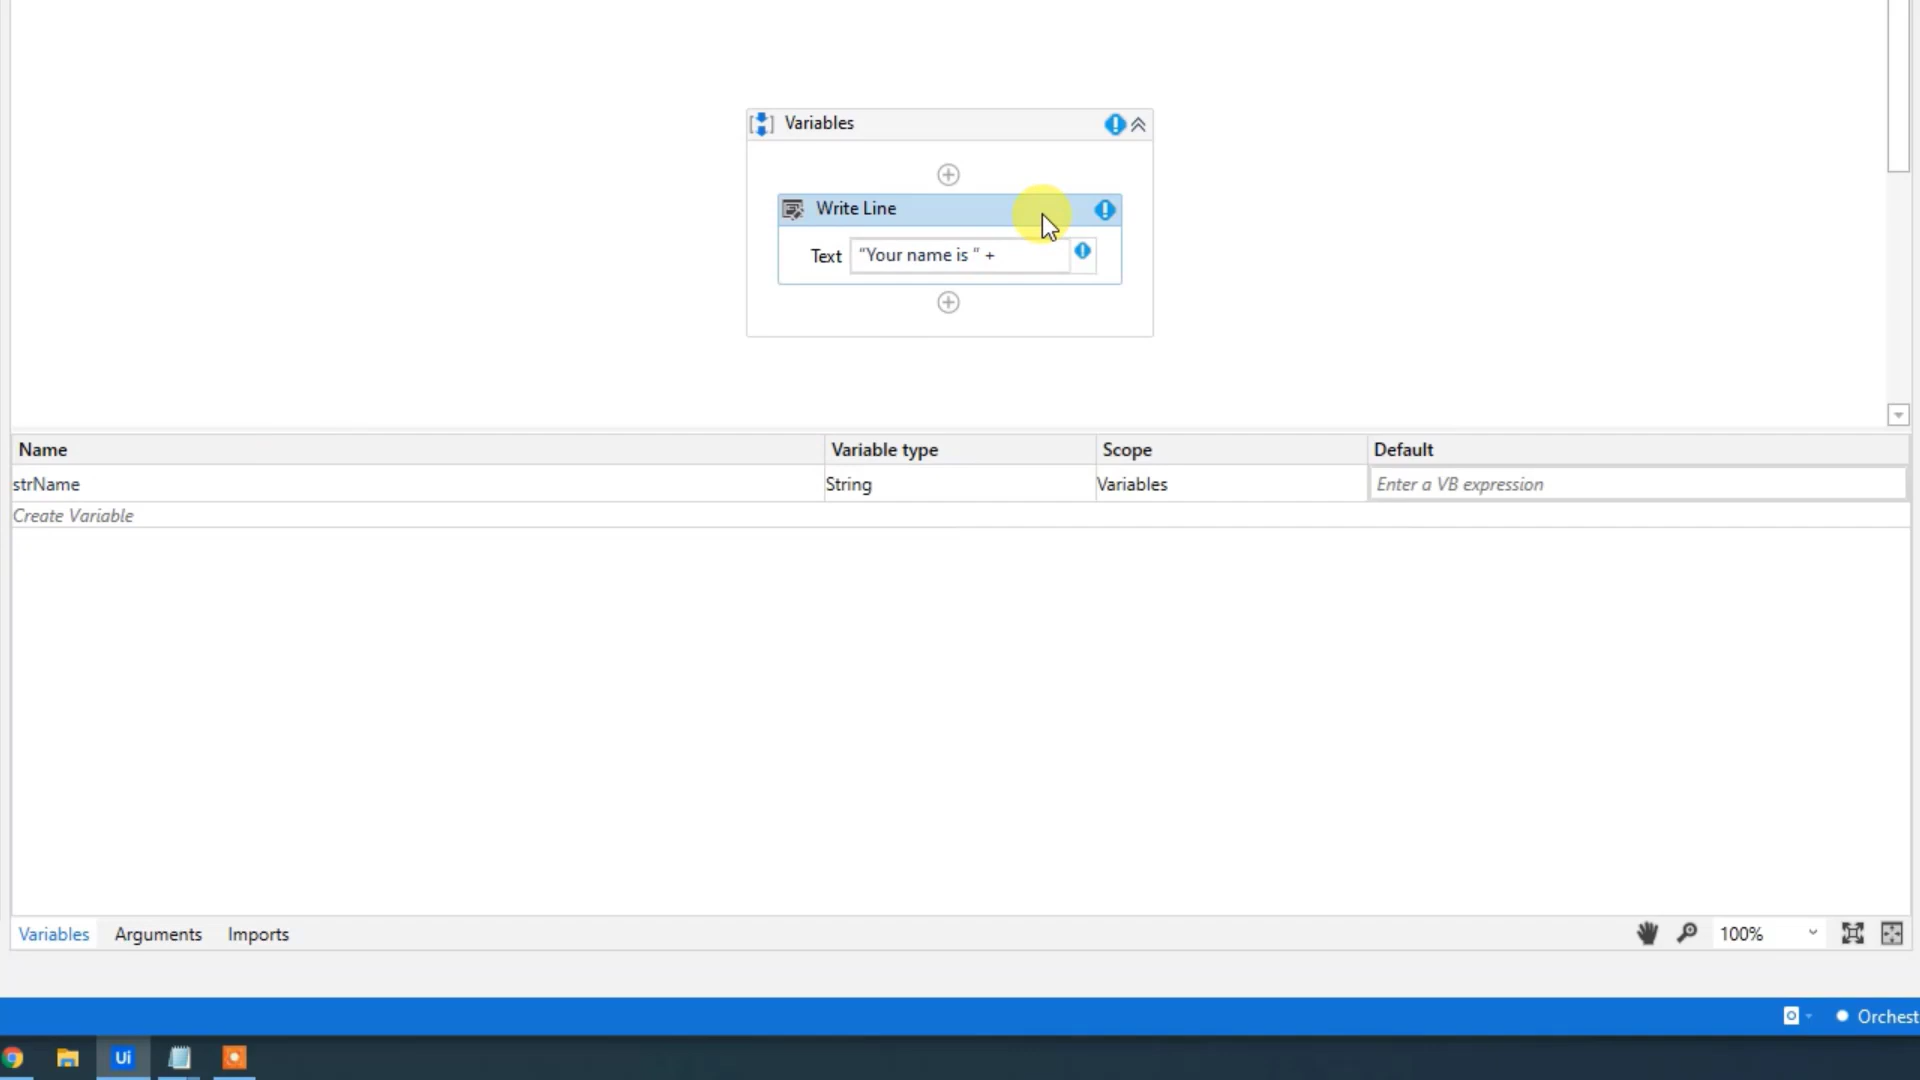 Variables
Write Line
Text "Your name is " +
Name Variable type Scope Default
strName String Variables Enter a VB expression
Create Variable
Variables Arguments Imports 100%
Orchest
Ui